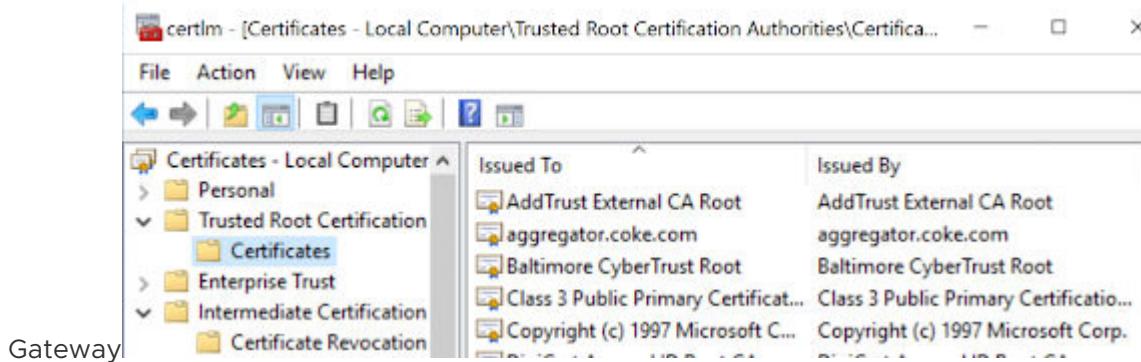 certlm - [Certificates - Local Computer\Trusted Root Certification Authorities\Certifica...
File Action View Help
Certificates - Local Computer
Personal
Trusted Root Certification
Certificates
Enterprise Trust
Intermediate Certification
Certificate Revocation
Issued To Issued By
AddTrust External CA Root AddTrust External CA Root
aggregator.coke.com aggregator.coke.com
Baltimore CyberTrust Root Baltimore CyberTrust Root
Class 3 Public Primary Certificat... Class 3 Public Primary Certificatio...
Copyright (c) 1997 Microsoft C... Copyright (c) 1997 Microsoft Corp.
Gateway